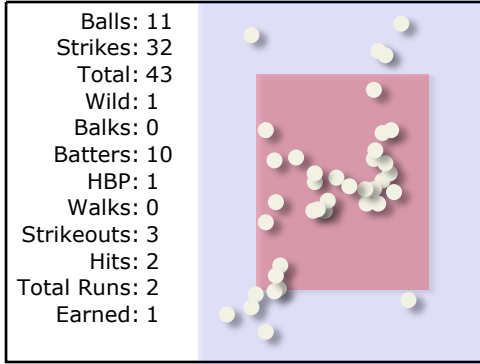 Balls: 11
Strikes: 32
Total: 43
Wild: 1
Balks: 0
Batters: 10
HBP: 1
Walks: 0
Strikeouts: 3
Hits: 2
Total Runs: 2
Earned: 1